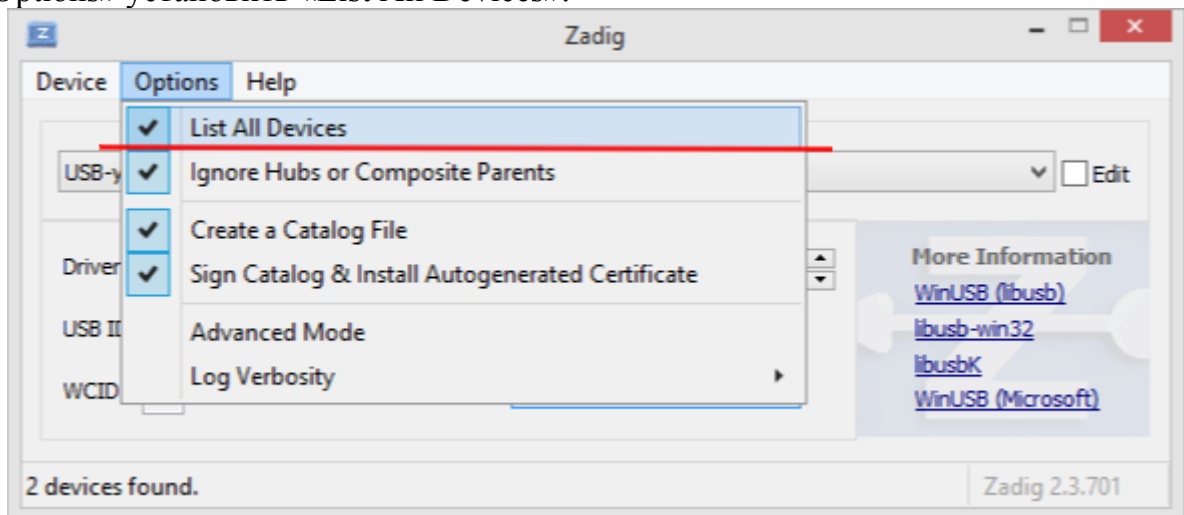 Zadig
Device Options Help
List All Devices
Ignore Hubs or Composite Parents
USB-у Edit
Create a Catalog File
Sign Catalog & Install Autogenerated Certificate
Driver
USB ID
Advanced Mode
Log Verbosity
WCID
More Information
WinUSB (libusb)
libusb-win32
libusbK
WinUSB (Microsoft)
2 devices found. Zadig 2.3.701